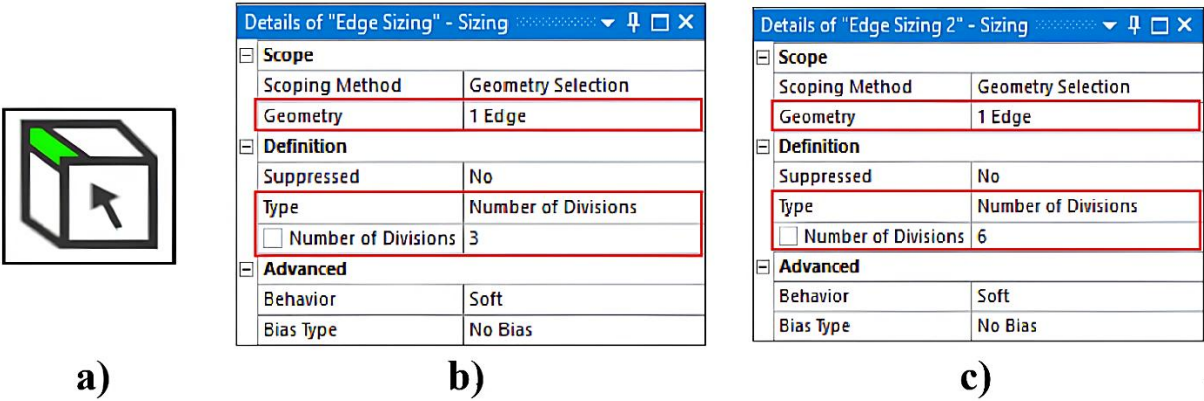 Details of "Edge Sizing" - Sizing
Scope
Scoping Method Geometry Selection
Geometry 1 Edge
Definition
Suppressed No
Type Number of Divisions
Number of Divisions 3
Advanced
Behavior Soft
Bias Type No Bias
Details of "Edge Sizing 2" - Sizing
Scope
Scoping Method Geometry Selection
Geometry 1 Edge
Definition
Suppressed No
Type Number of Divisions
Number of Divisions 6
Advanced
Behavior Soft
Bias Type No Bias
a) b) c)